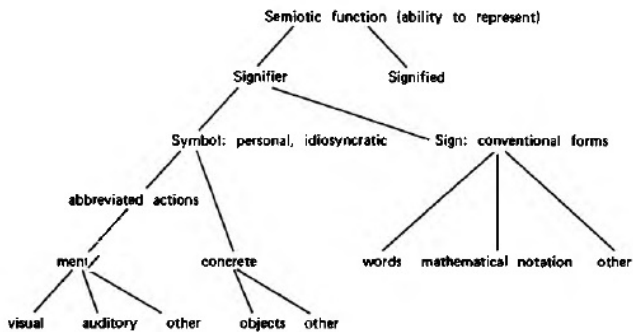 Semiotic function (ability to represent)
Signifier Signified
Symbol: personal, idiosyncratic Sign: conventional forms
abbreviated actions
concrete words mathematical notation other
visual auditory other objects other